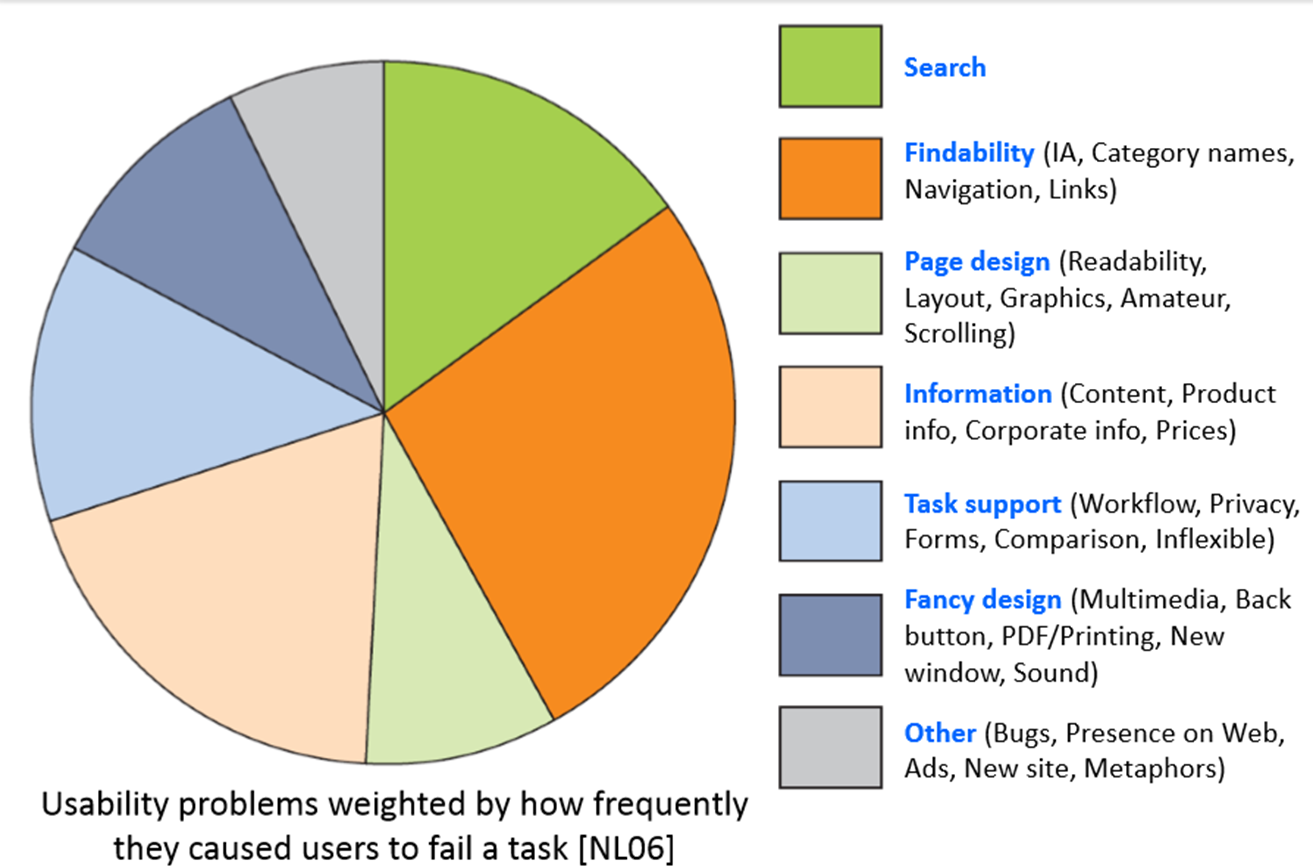 Search
Findability (IA, Category names,
Navigation, Links)
Page design (Readability,
Layout, Graphics, Amateur,
Scrolling)
Information (Content, Product
info, Corporate info, Prices)
Task support (Workflow, Privacy,
Forms, Comparison, Inflexible)
Fancy design (Multimedia, Back
button, PDF/Printing, New
window, Sound)
Other (Bugs, Presence on Web,
Ads, New site, Metaphors)
Usability problems weighted by how frequently
they caused users to fail a task [NL06]